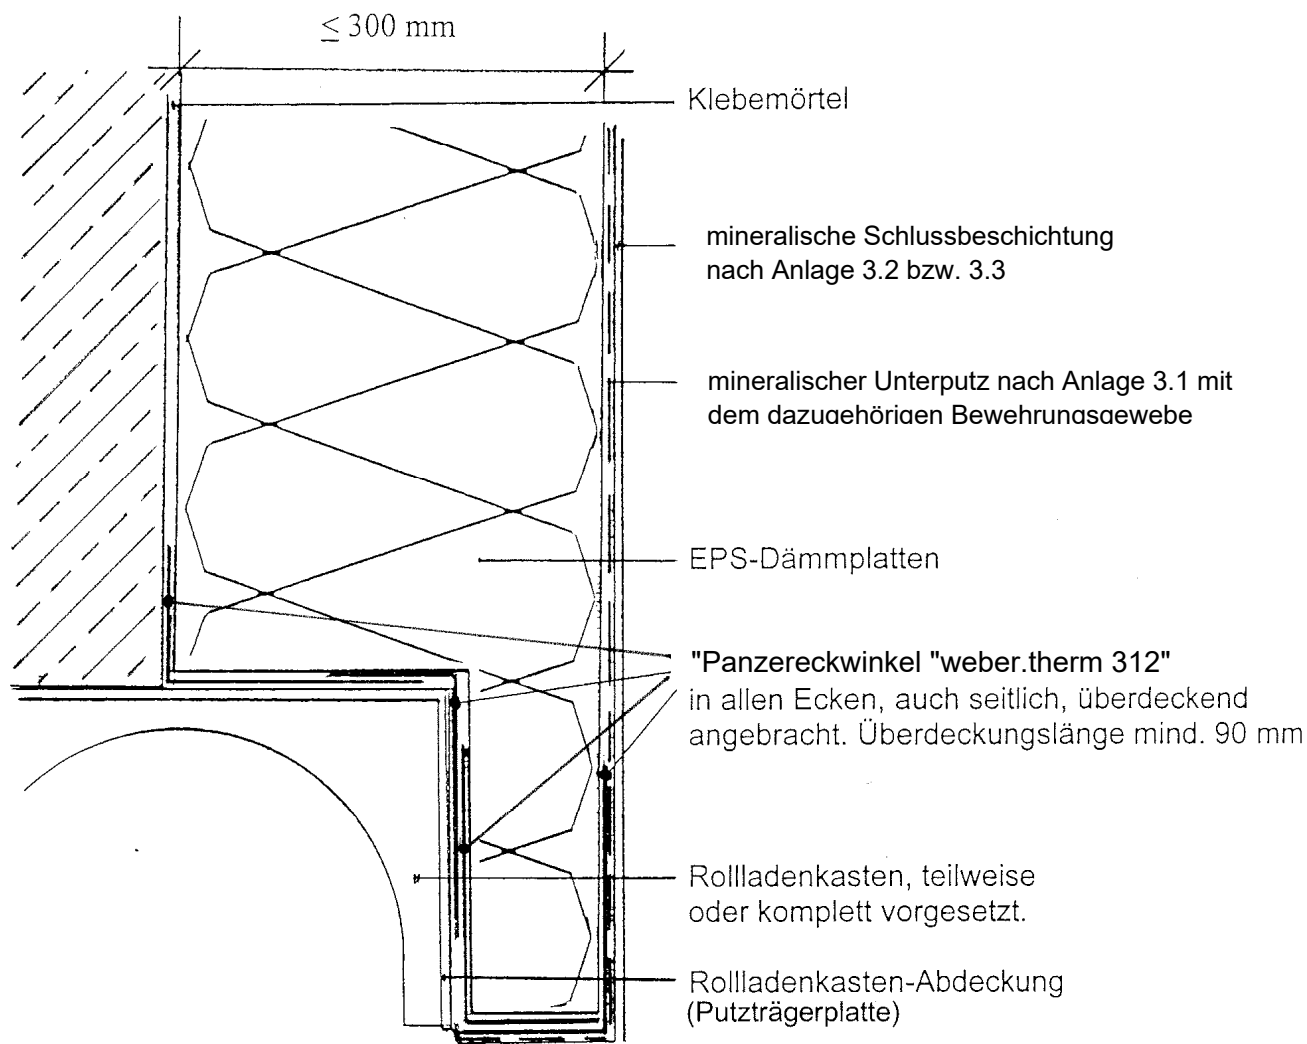 ≤ 300 mm
Klebemörtel
mineralische Schlussbeschichtung
nach Anlage 3.2 bzw. 3.3
mineralischer Unterputz nach Anlage 3.1 mit
dem dazugehörigen Bewehrungsgewebe
EPS-Dämmplatten
"Panzereckwinkel "weber.therm 312"
in allen Ecken, auch seitlich, überdeckend
angebracht. Überdeckungslänge mind. 90 mm
Rollladenkasten, teilweise
oder komplett vorgesetzt.
Rollladenkasten-Abdeckung
(Putzträgerplatte)